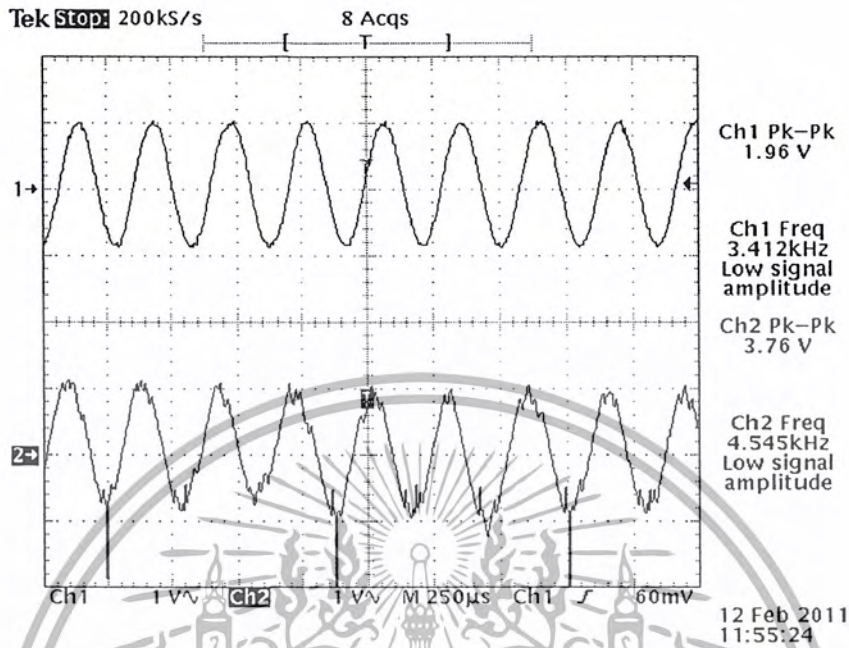 Tek Stop: 200kS/s 8 Acqs
[ T ]
T
1→
Ch1 Pk–Pk
1.96 V
Ch1 Freq
3.412kHz
Low signal
amplitude
Ch2 Pk–Pk
3.76 V
T
2→
Ch2 Freq
4.545kHz
Low signal
amplitude
Ch1 1 V∿ Ch2 1 V∿ M 250µs Ch1 ∫ 60mV
12 Feb 2011
11:55:24